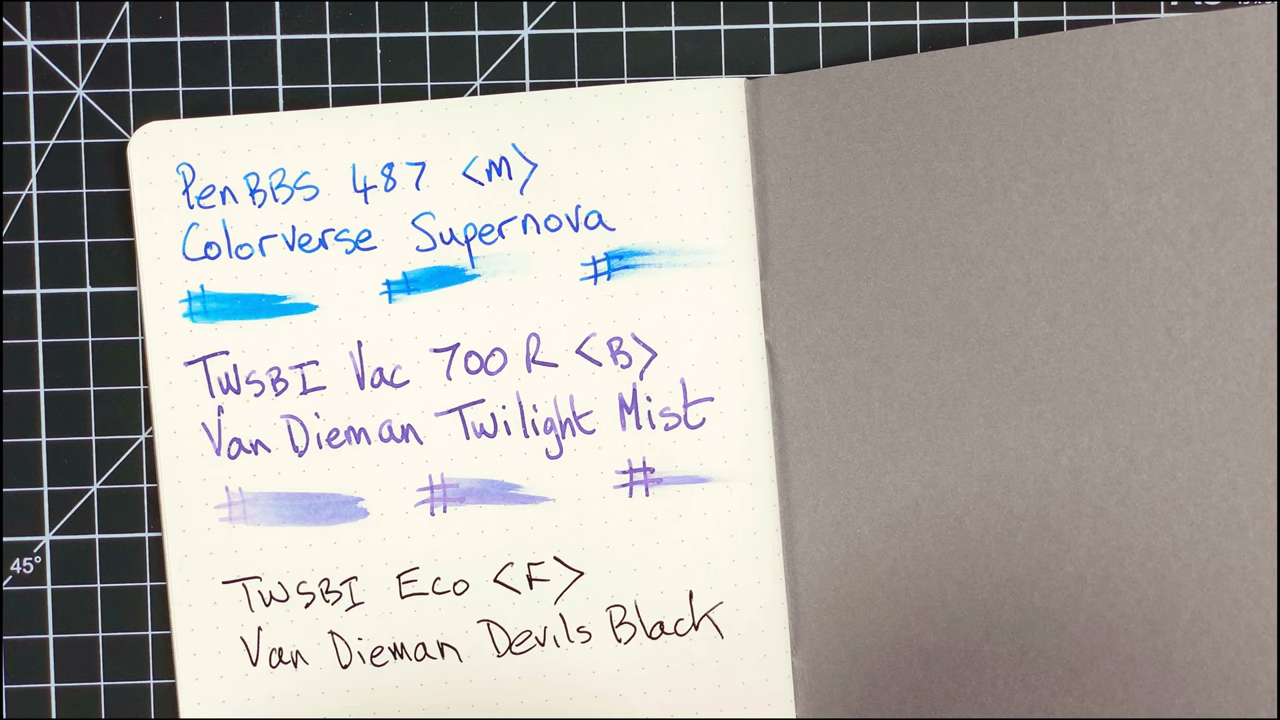 PenBBS 487 <M>
Colorverse Supernova
# # #
TWSBI Vac 700 R <B>
Van Dieman Twilight Mist
# # #
TWSBI Eco <F>
Van Dieman Devils Black
45°